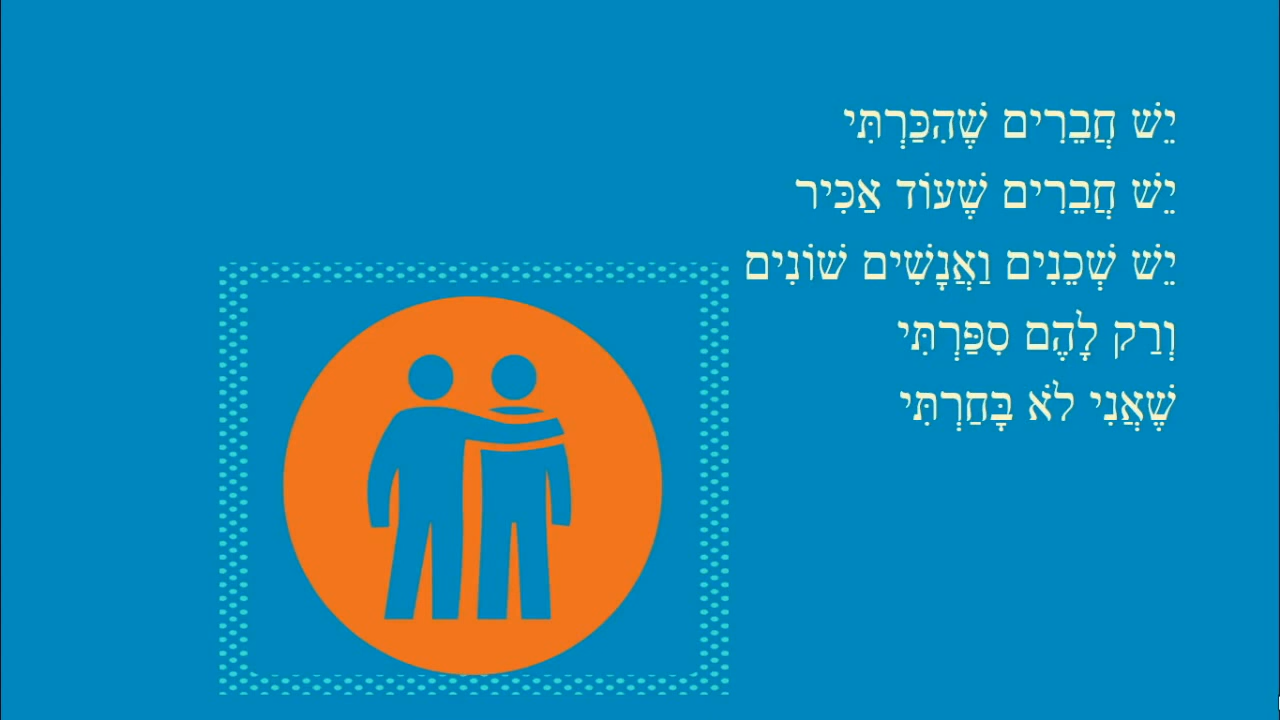 יֵשׁ חֲבֵרִים שֶׁהִכַּרְתִּי
יֵשׁ חֲבֵרִים שֶׁעוֹד אַכִּיר
יֵשׁ שְׁכֵנִים וַאֲנָשִׁים שׁוֹנִים
וְרַק לָהֶם סִפַּרְתִּי
שֶׁאֲנִי לֹא בָּחַרְתִּי